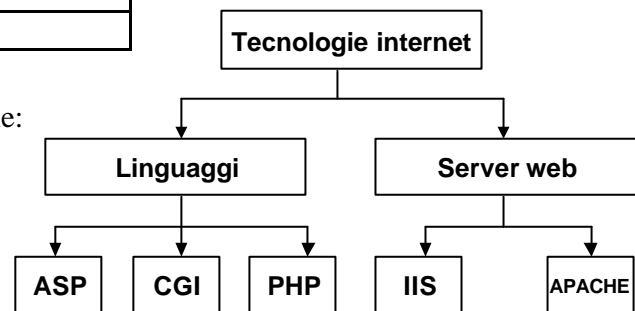 Tecnologie internet
e:
Linguaggi Server web
ASP CGI PHP IIS APACHE